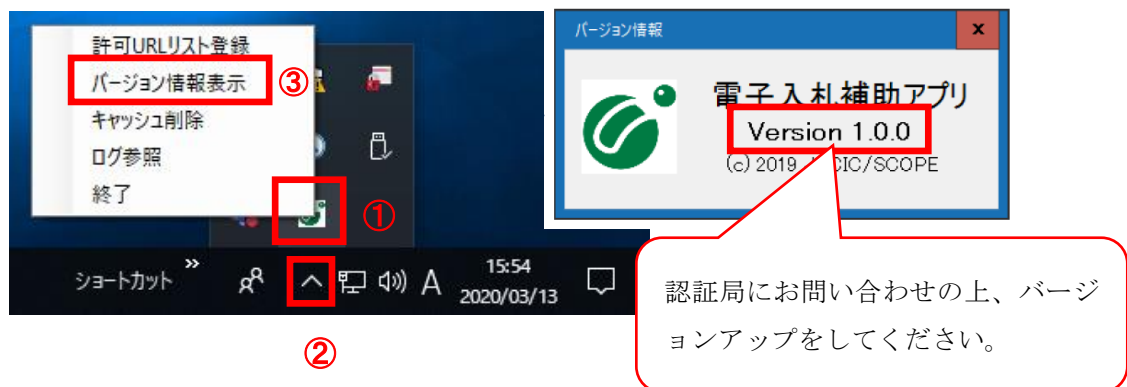 許可URLリスト登録
バージョン情報表示
③
キャッシュ削除
ログ参照
終了
①
ショートカット
»
A
15:54
2020/03/13
②
バージョン情報
x
電子入札補助アプリ
Version 1.0.0
(c) 2019 CIC/SCOPE
認証局にお問い合わせの上、バージ
ョンアップをしてください。